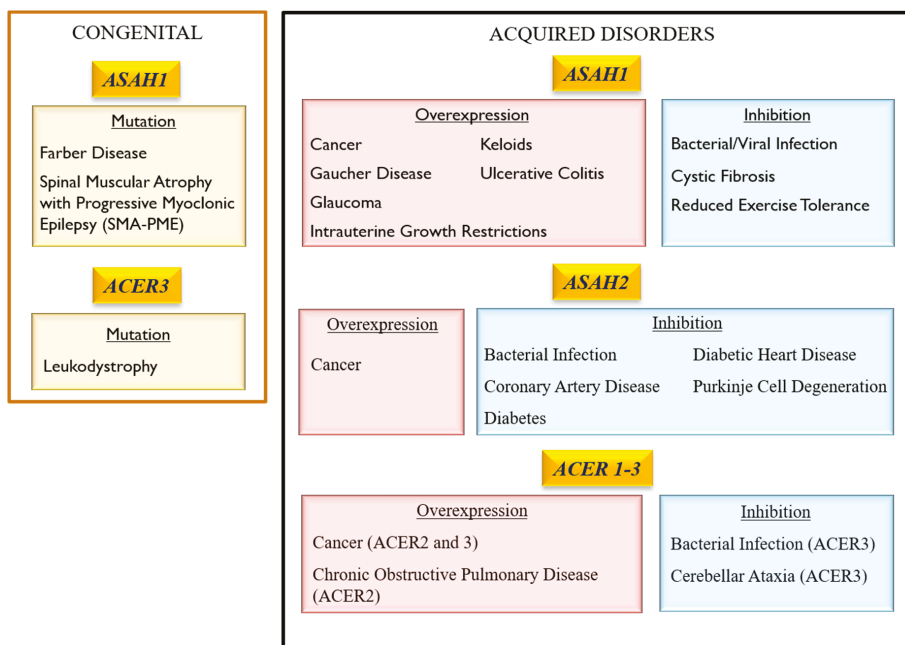 CONGENITAL
ASAH1
Mutation
Farber Disease
Spinal Muscular Atrophy
with Progressive Myoclonic
Epilepsy (SMA-PME)
ACER3
Mutation
Leukodystrophy
ACQUIRED DISORDERS
ASAH1
Overexpression
Cancer
Keloids
Gaucher Disease
Ulcerative Colitis
Glaucoma
Intrauterine Growth Restrictions
Inhibition
Bacterial/Viral Infection
Cystic Fibrosis
Reduced Exercise Tolerance
ASAH2
Overexpression
Cancer
Inhibition
Bacterial Infection
Diabetic Heart Disease
Coronary Artery Disease
Purkinje Cell Degeneration
Diabetes
ACER 1-3
Overexpression
Cancer (ACER2 and 3)
Chronic Obstructive Pulmonary Disease
(ACER2)
Inhibition
Bacterial Infection (ACER3)
Cerebellar Ataxia (ACER3)